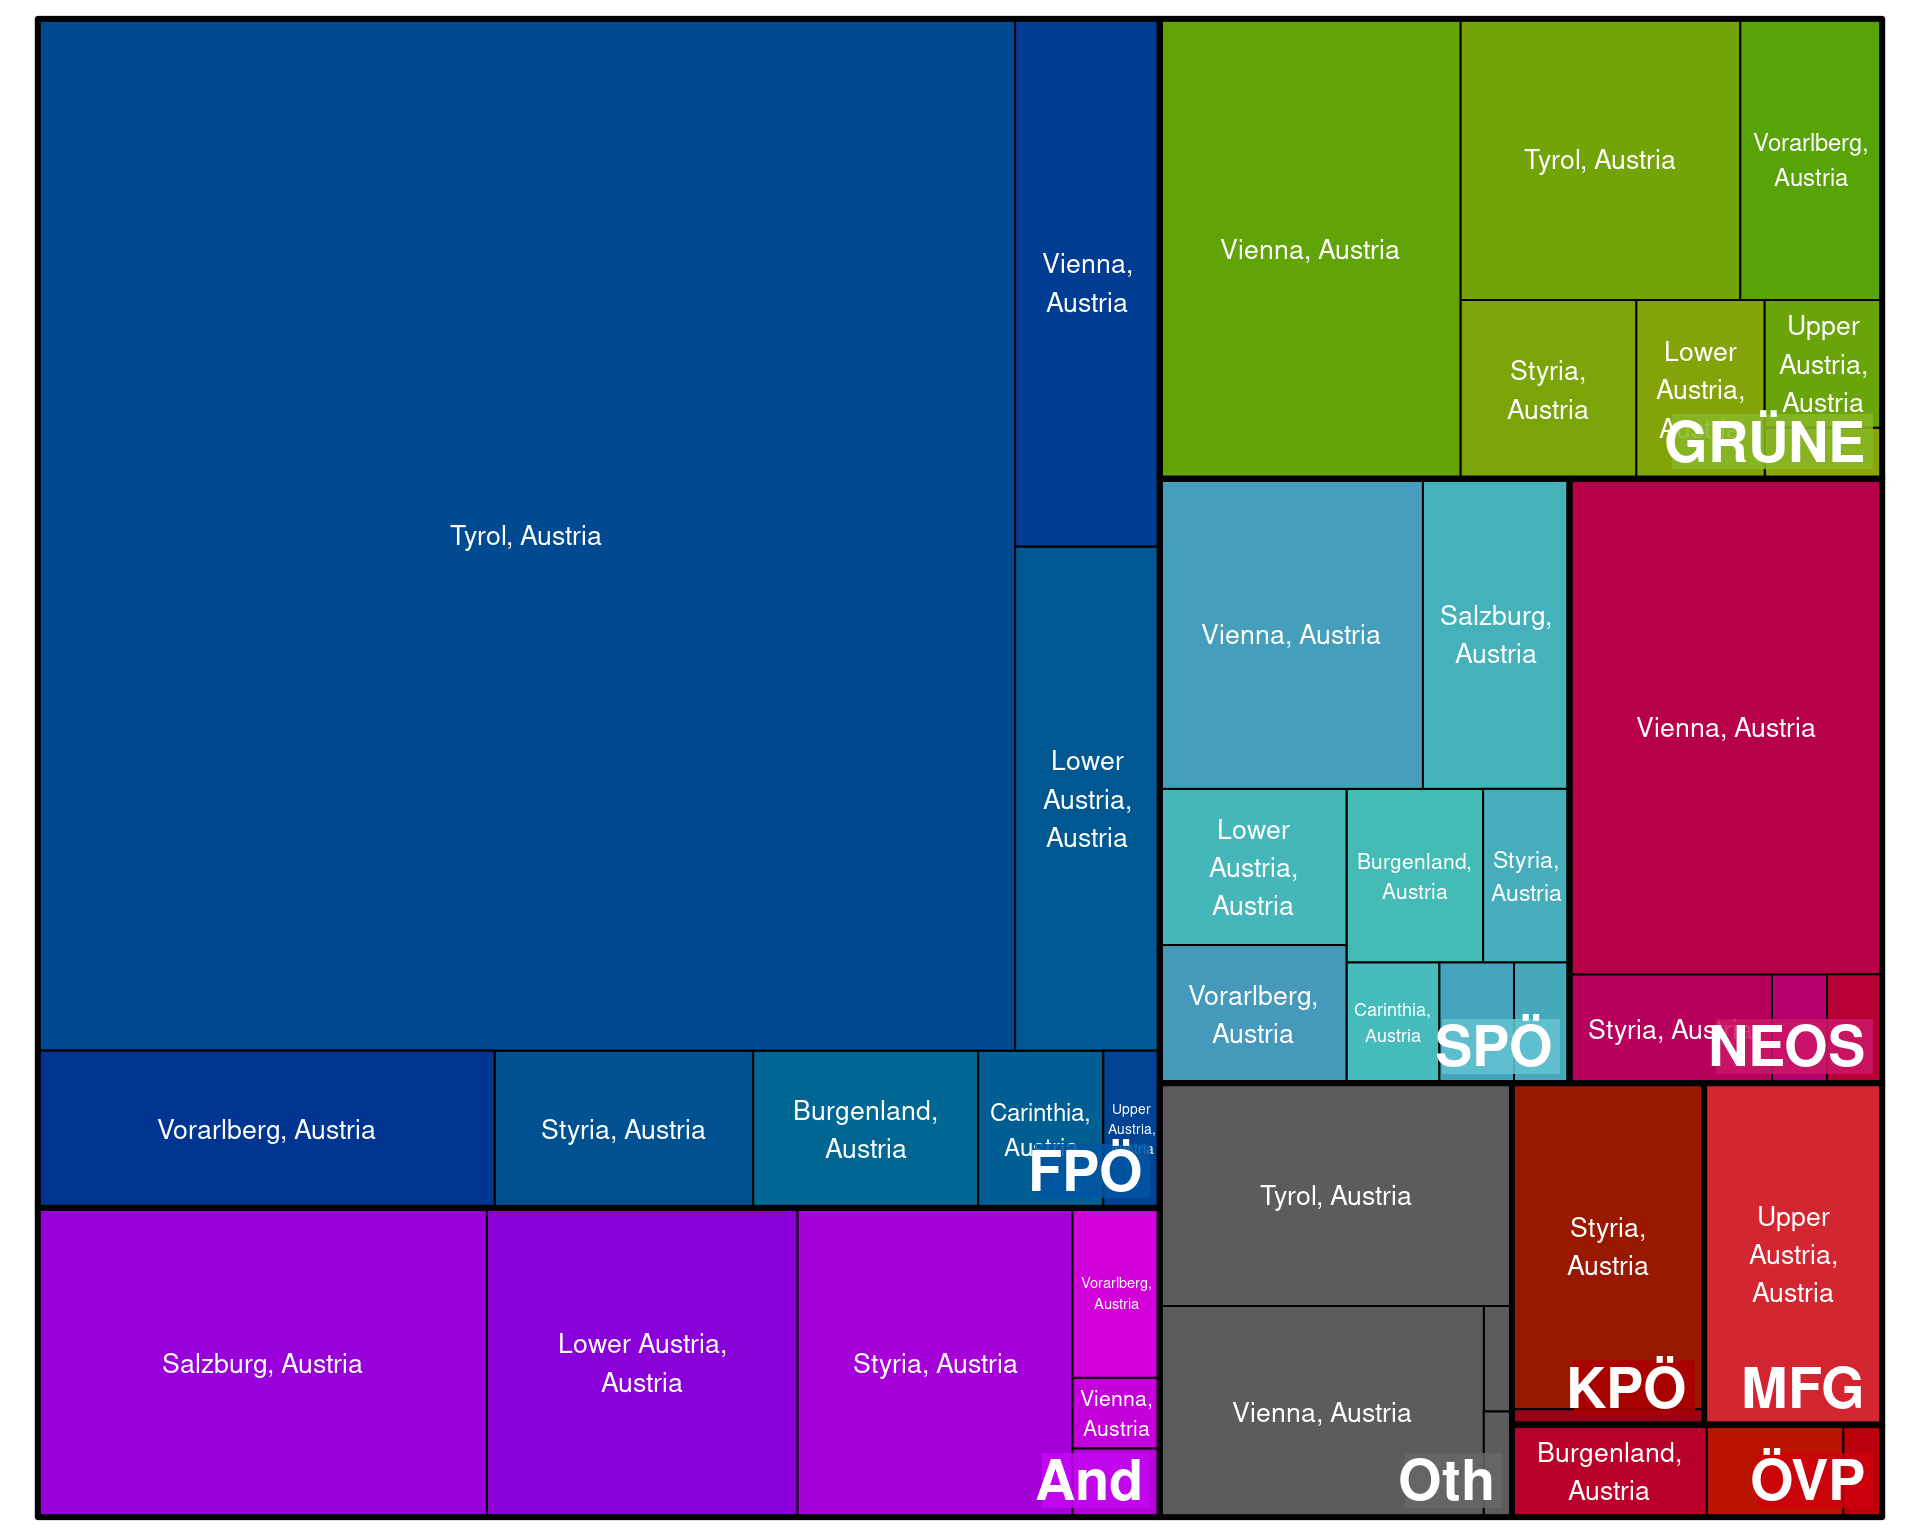 Tyrol, Austria
Vienna,
Austria
Lower
Austria,
Austria
Vorarlberg, Austria
Styria, Austria
Burgenland,
Austria
Carinthia,
Austria
Upper
Austria,
FPÖ
Salzburg, Austria
Lower Austria,
Austria
Styria, Austria
Vorarlberg,
Austria
Vienna,
Austria
And
Vienna, Austria
Tyrol, Austria
Vorarlberg,
Austria
Styria,
Austria
Lower
Austria,
Upper
Austria,
Austria
GRÜNE
Vienna, Austria
Salzburg,
Austria
Lower
Austria,
Austria
Burgenland,
Austria
Styria,
Austria
Vorarlberg,
Austria
Carinthia,
Austria
SPÖ
Vienna, Austria
Styria, Austria
NEOS
Tyrol, Austria
Vienna, Austria
Oth
Styria,
Austria
KPÖ
Upper
Austria,
Austria
MFG
Burgenland,
Austria
ÖVP